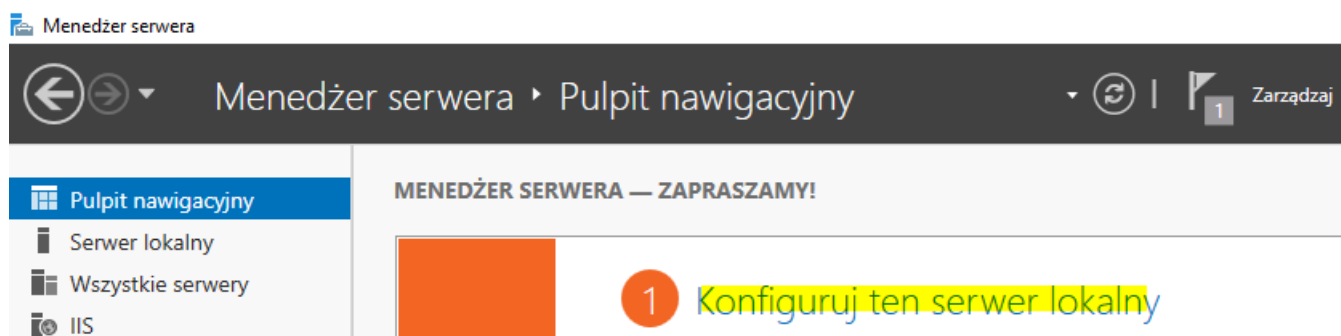 Menedżer serwera
Menedżer serwera ‣ Pulpit nawigacyjny
1
Zarządzaj
Pulpit nawigacyjny
Serwer lokalny
Wszystkie serwery
IIS
MENEDŻER SERWERA — ZAPRASZAMY!
1 Konfiguruj ten serwer lokalny